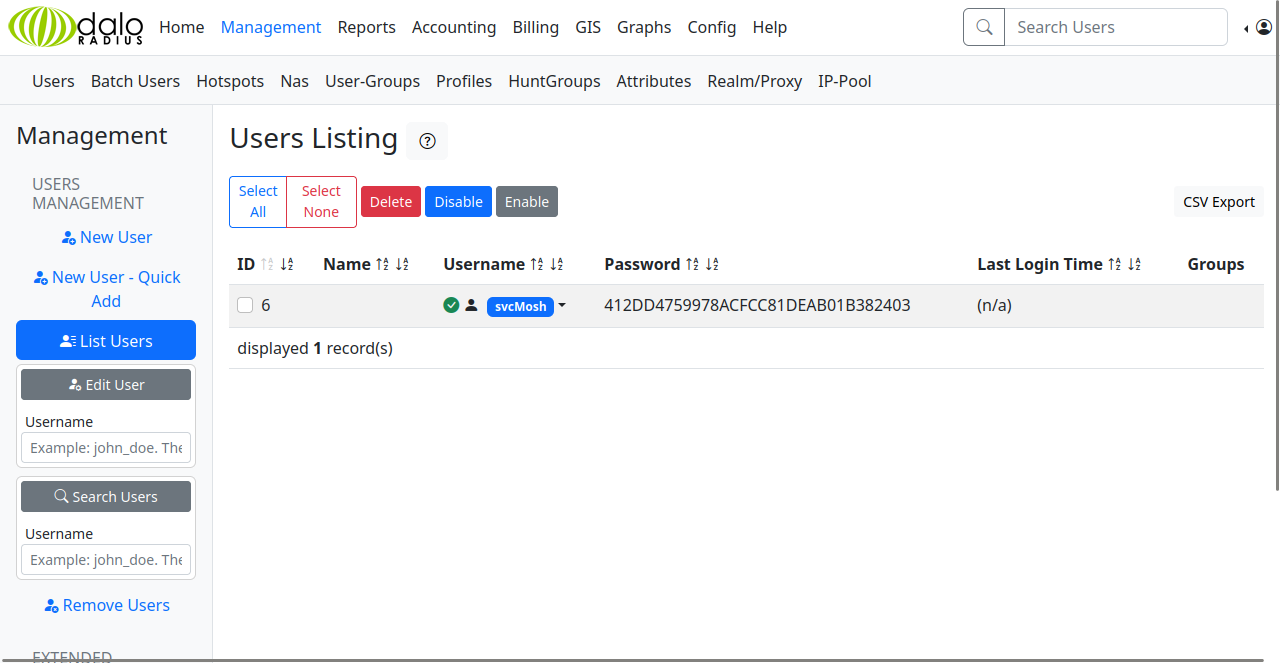 dalo
RADIUS
Home Management Reports Accounting Billing GIS Graphs Config Help
Search Users
Users Batch Users Hotspots Nas User-Groups Profiles HuntGroups Attributes Realm/Proxy IP-Pool
Management
USERS
MANAGEMENT
New User
New User - Quick
Add
List Users
Edit User
Username
Example: john_doe. The
Search Users
Username
Example: john_doe. The
Remove Users
EXTENDED
Users Listing
Select All Select None Delete Disable Enable CSV Export
ID Name Username Password Last Login Time Groups
6 svcMosh 412DD4759978ACFCC81DEAB01B382403 (n/a)
displayed 1 record(s)